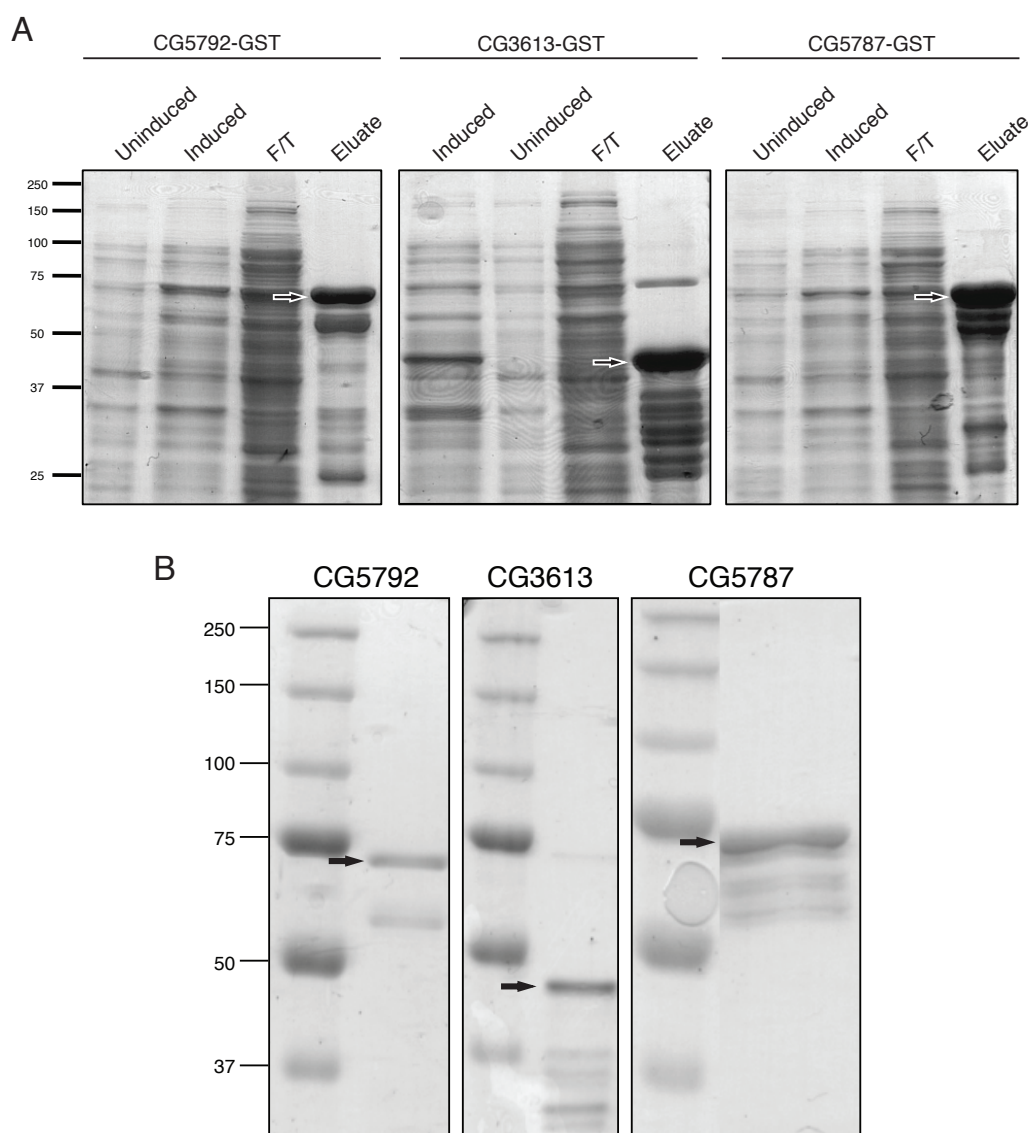 A
CG5792-GST CG3613-GST CG5787-GST
Uninduced Induced F/T Eluate Induced Uninduced F/T Eluate Uninduced Induced F/T Eluate
250
150
100
75
50
37
25
B
CG5792 CG3613 CG5787
250
150
100
75
50
37